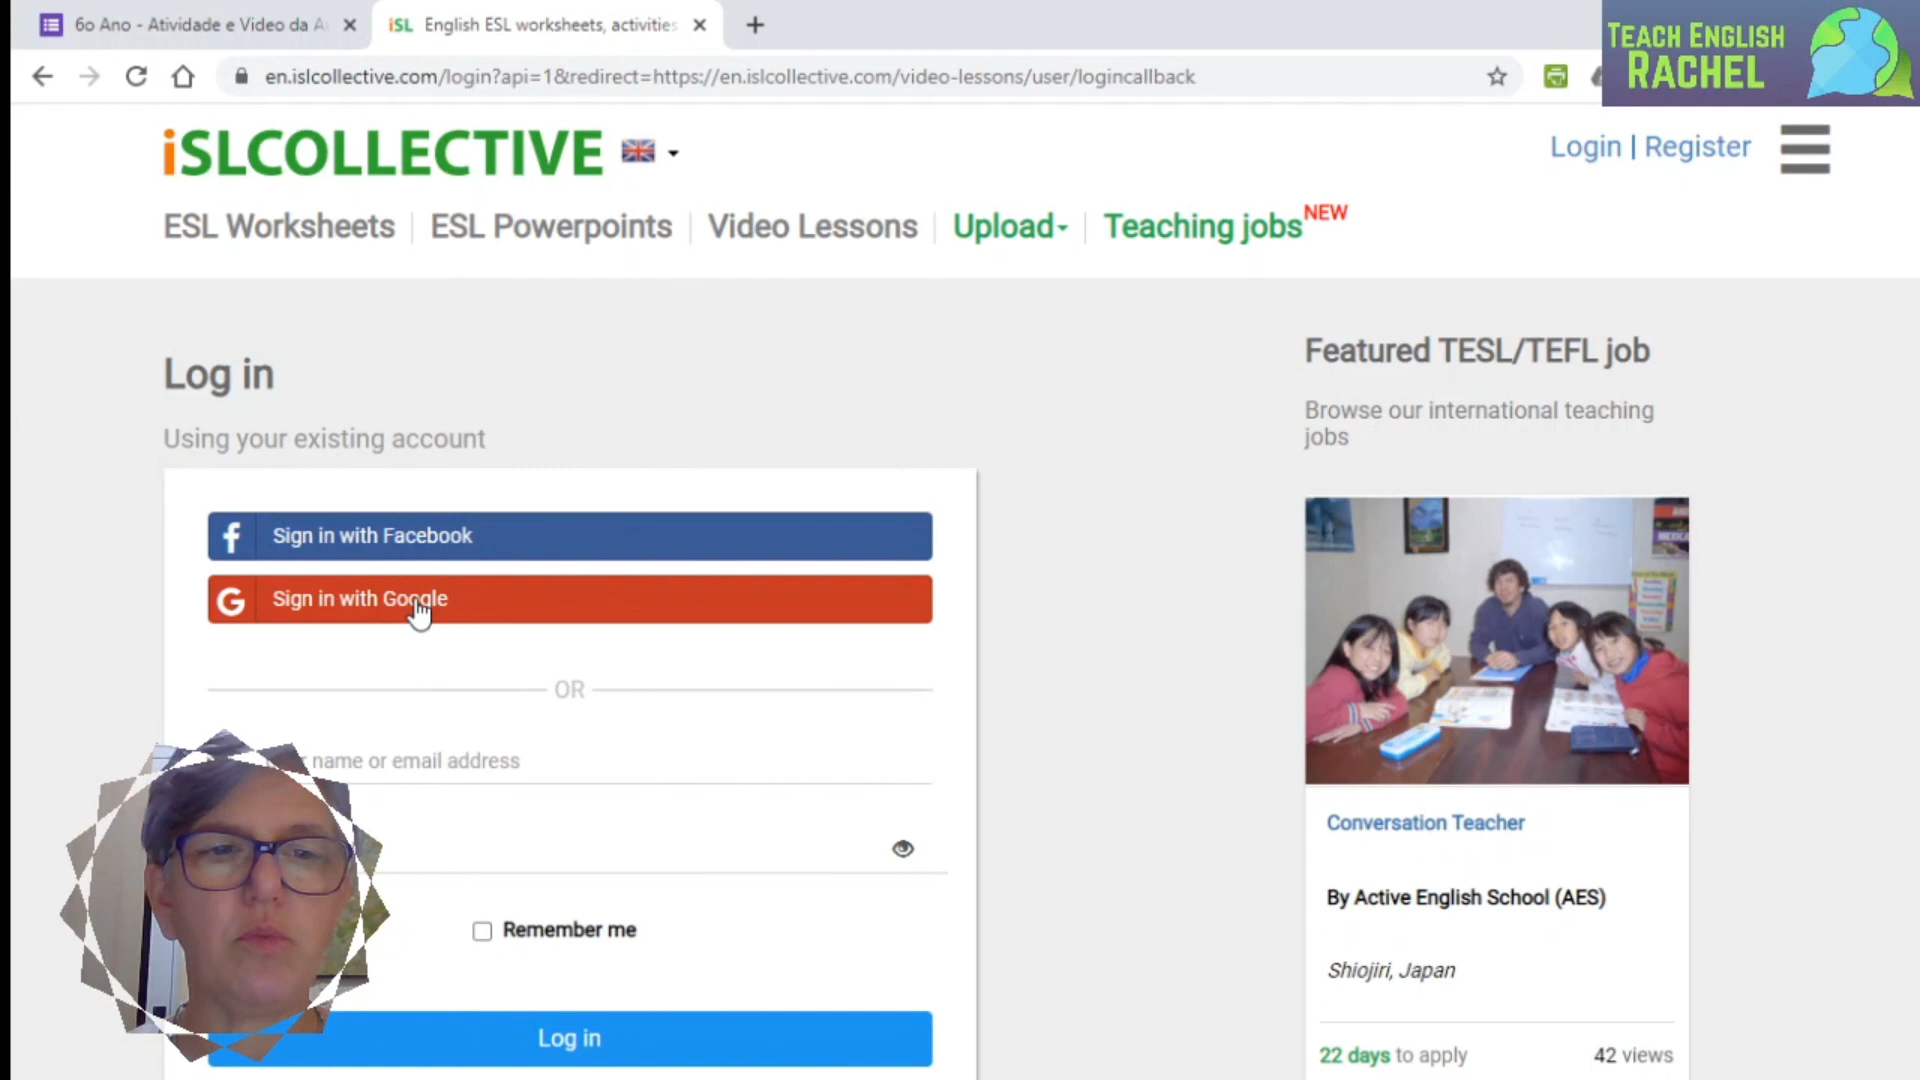 6o Ano - Atividade e Video da A
iSL English ESL worksheets, activities
TEACH ENGLISH
RACHEL
en.islcollective.com/login?api=1&redirect=https://en.islcollective.com/video-lessons/user/logincallback
iSLCOLLECTIVE
Login | Register
ESL Worksheets
ESL Powerpoints
Video Lessons
Upload
Teaching jobs NEW
Log in
Using your existing account
Sign in with Facebook
Sign in with Google
OR
name or email address
Remember me
Log in
Featured TESL/TEFL job
Browse our international teaching
jobs
Conversation Teacher
By Active English School (AES)
Shiojiri, Japan
22 days to apply
42 views